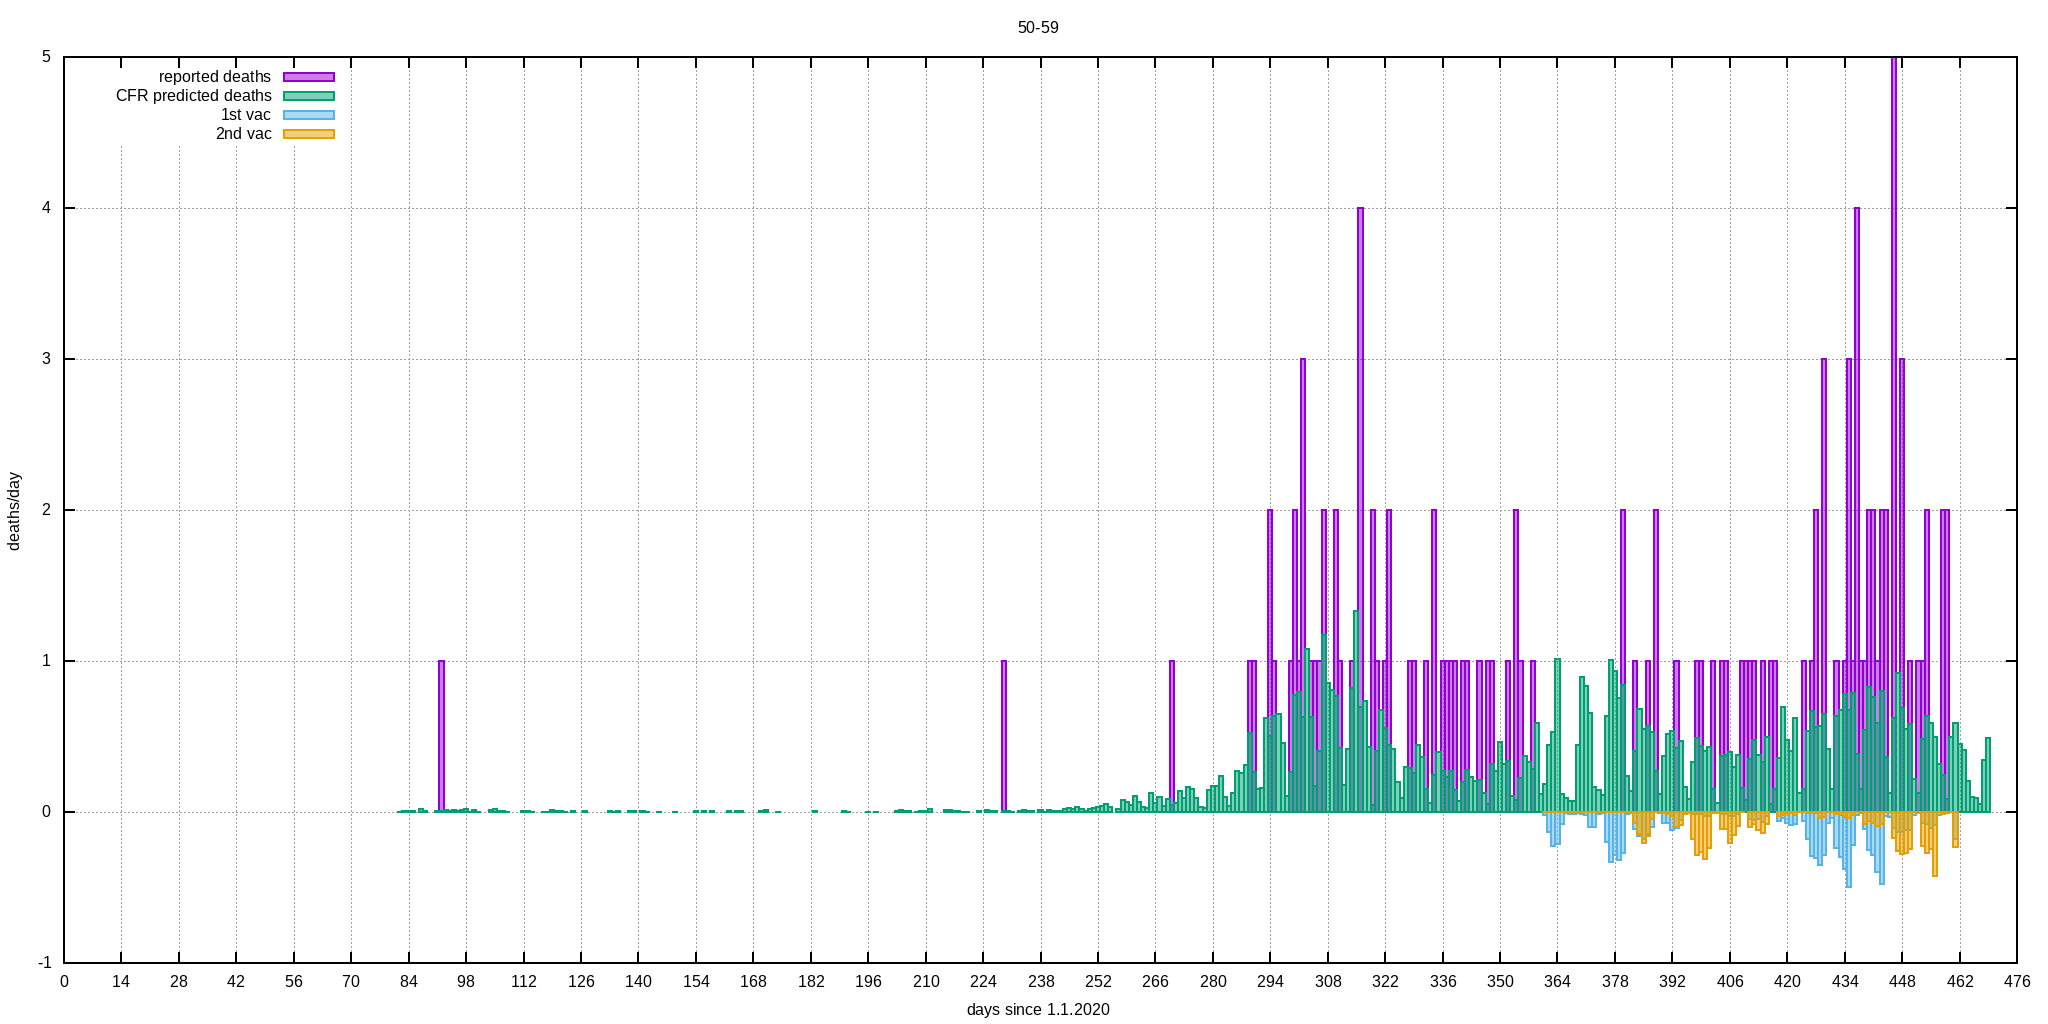 50-59
5
reported deaths
CFR predicted deaths
1st vac
2nd vac
4
3
2
1
0
-1
deaths/day
0 14 28 42 56 70 84 98 112 126 140 154 168 182 196 210 224 238 252 266 280 294 308 322 336 350 364 378 392 406 420 434 448 462 476
days since 1.1.2020